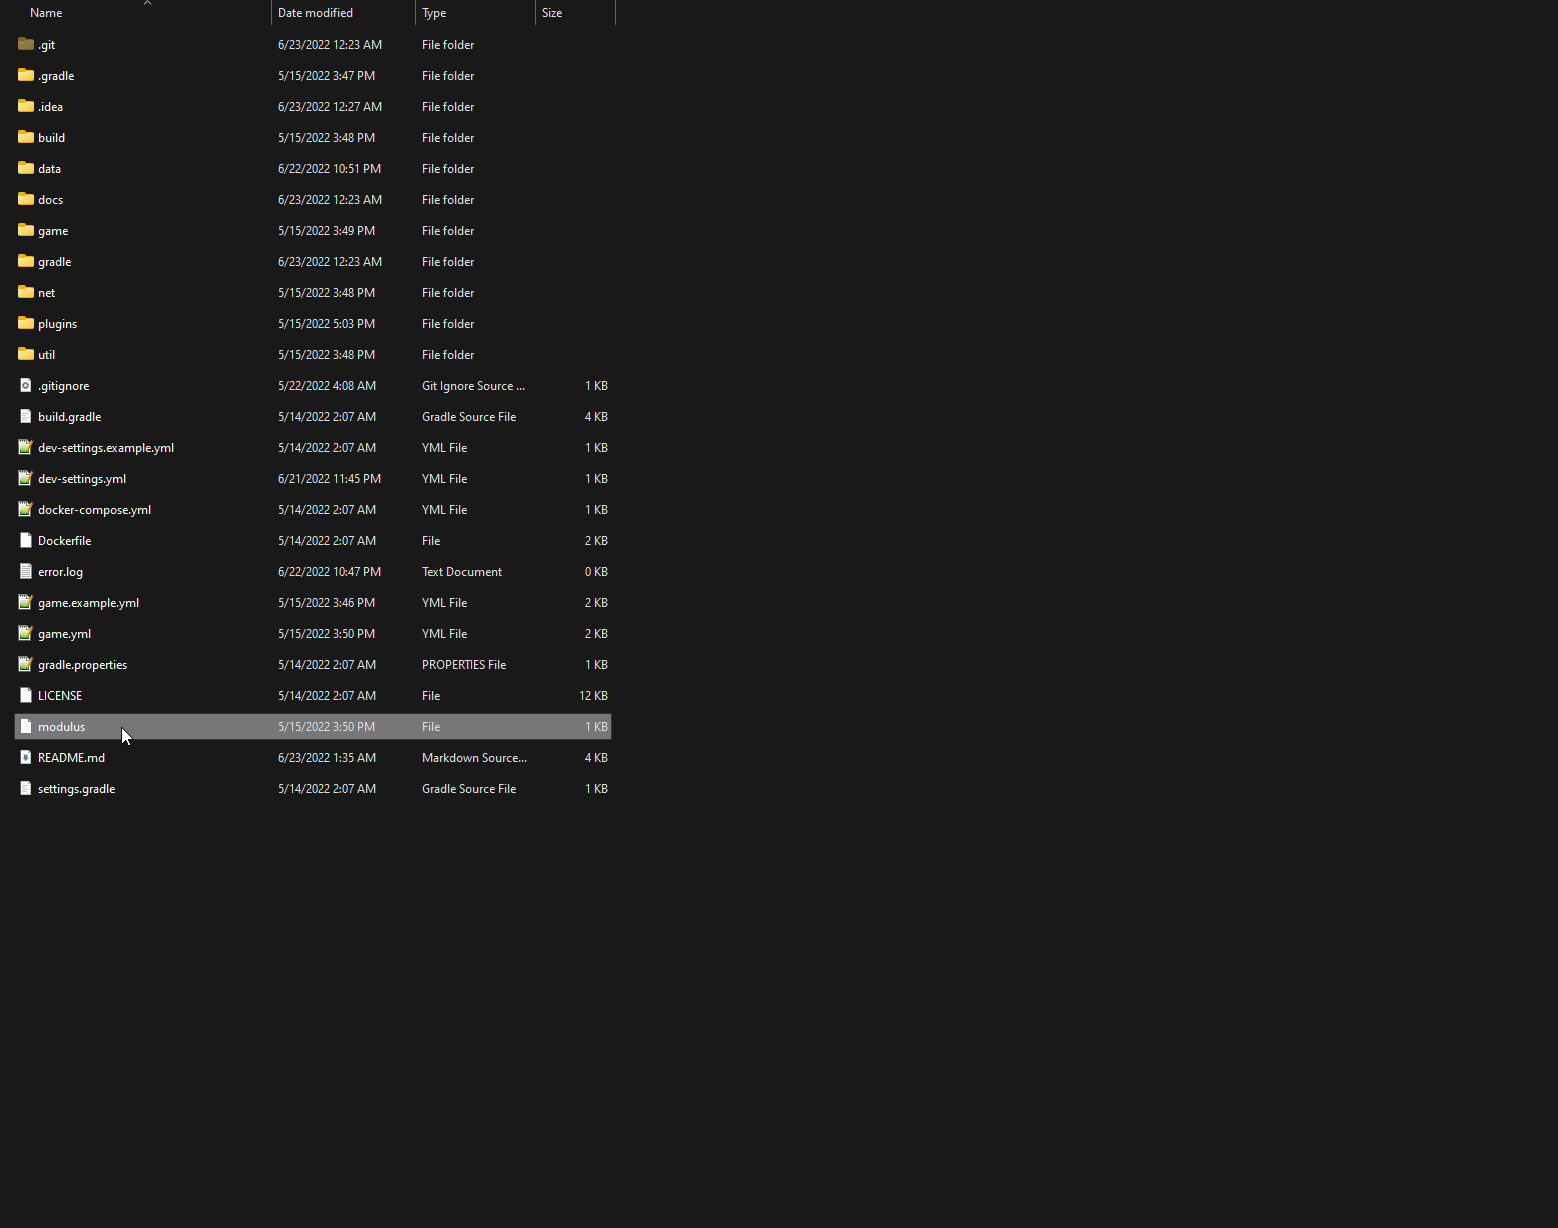 Name Date modified Type Size
.git 6/23/2022 12:23 AM File folder
.gradle 5/15/2022 3:47 PM File folder
.idea 6/23/2022 12:27 AM File folder
build 5/15/2022 3:48 PM File folder
data 6/22/2022 10:51 PM File folder
docs 6/23/2022 12:23 AM File folder
game 5/15/2022 3:49 PM File folder
gradle 6/23/2022 12:23 AM File folder
net 5/15/2022 3:48 PM File folder
plugins 5/15/2022 5:03 PM File folder
util 5/15/2022 3:48 PM File folder
.gitignore 5/22/2022 4:08 AM Git Ignore Source ... 1 KB
build.gradle 5/14/2022 2:07 AM Gradle Source File 4 KB
dev-settings.example.yml 5/14/2022 2:07 AM YML File 1 KB
dev-settings.yml 6/21/2022 11:45 PM YML File 1 KB
docker-compose.yml 5/14/2022 2:07 AM YML File 1 KB
Dockerfile 5/14/2022 2:07 AM File 2 KB
error.log 6/22/2022 10:47 PM Text Document 0 KB
game.example.yml 5/15/2022 3:46 PM YML File 2 KB
game.yml 5/15/2022 3:50 PM YML File 2 KB
gradle.properties 5/14/2022 2:07 AM PROPERTIES File 1 KB
LICENSE 5/14/2022 2:07 AM File 12 KB
modulus 5/15/2022 3:50 PM File 1 KB
README.md 6/23/2022 1:35 AM Markdown Source... 4 KB
settings.gradle 5/14/2022 2:07 AM Gradle Source File 1 KB